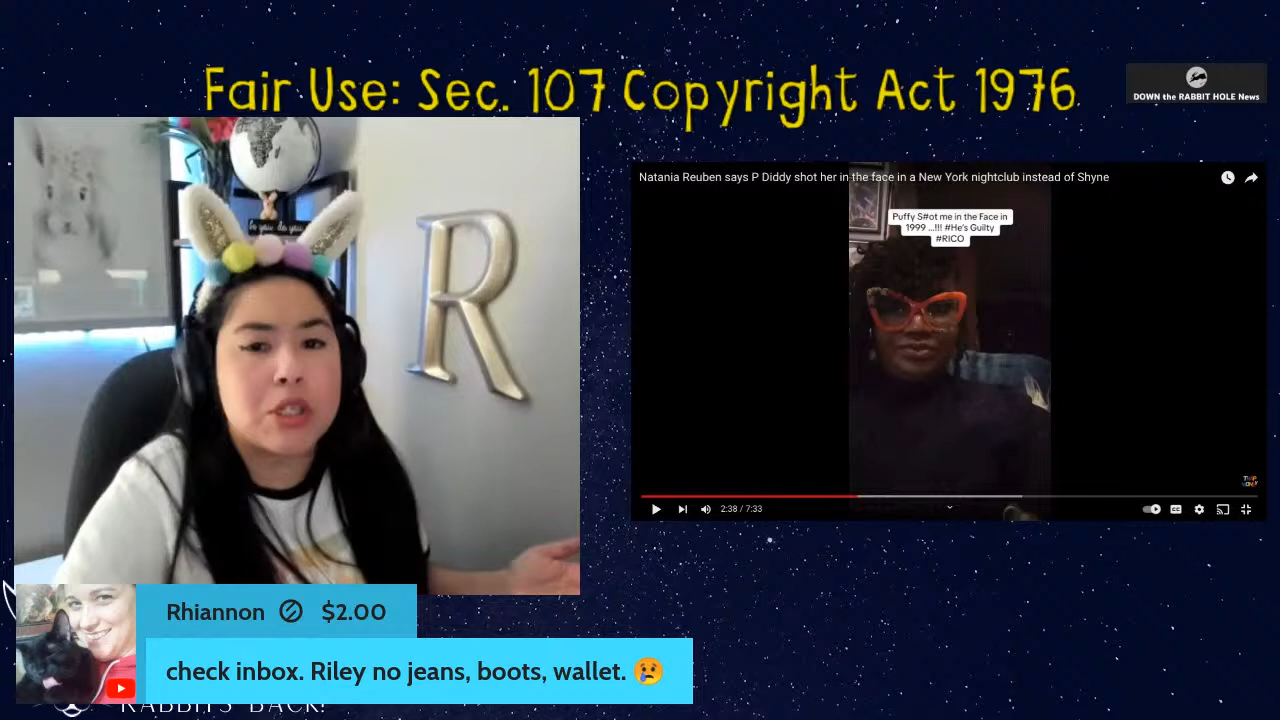 Fair Use: Sec. 107 Copyright Act 1976
DOWN the RABBIT HOLE News
Natania Reuben says P Diddy shot her in the face in a New York nightclub instead of Shyne
Puffy S#ot me in the Face in
1999 ...!!! #He's Guilty
#RICO
R
2:38 / 7:33
CC
Rhiannon $2.00
check inbox. Riley no jeans, boots, wallet. 😢
RABBITS BACK!